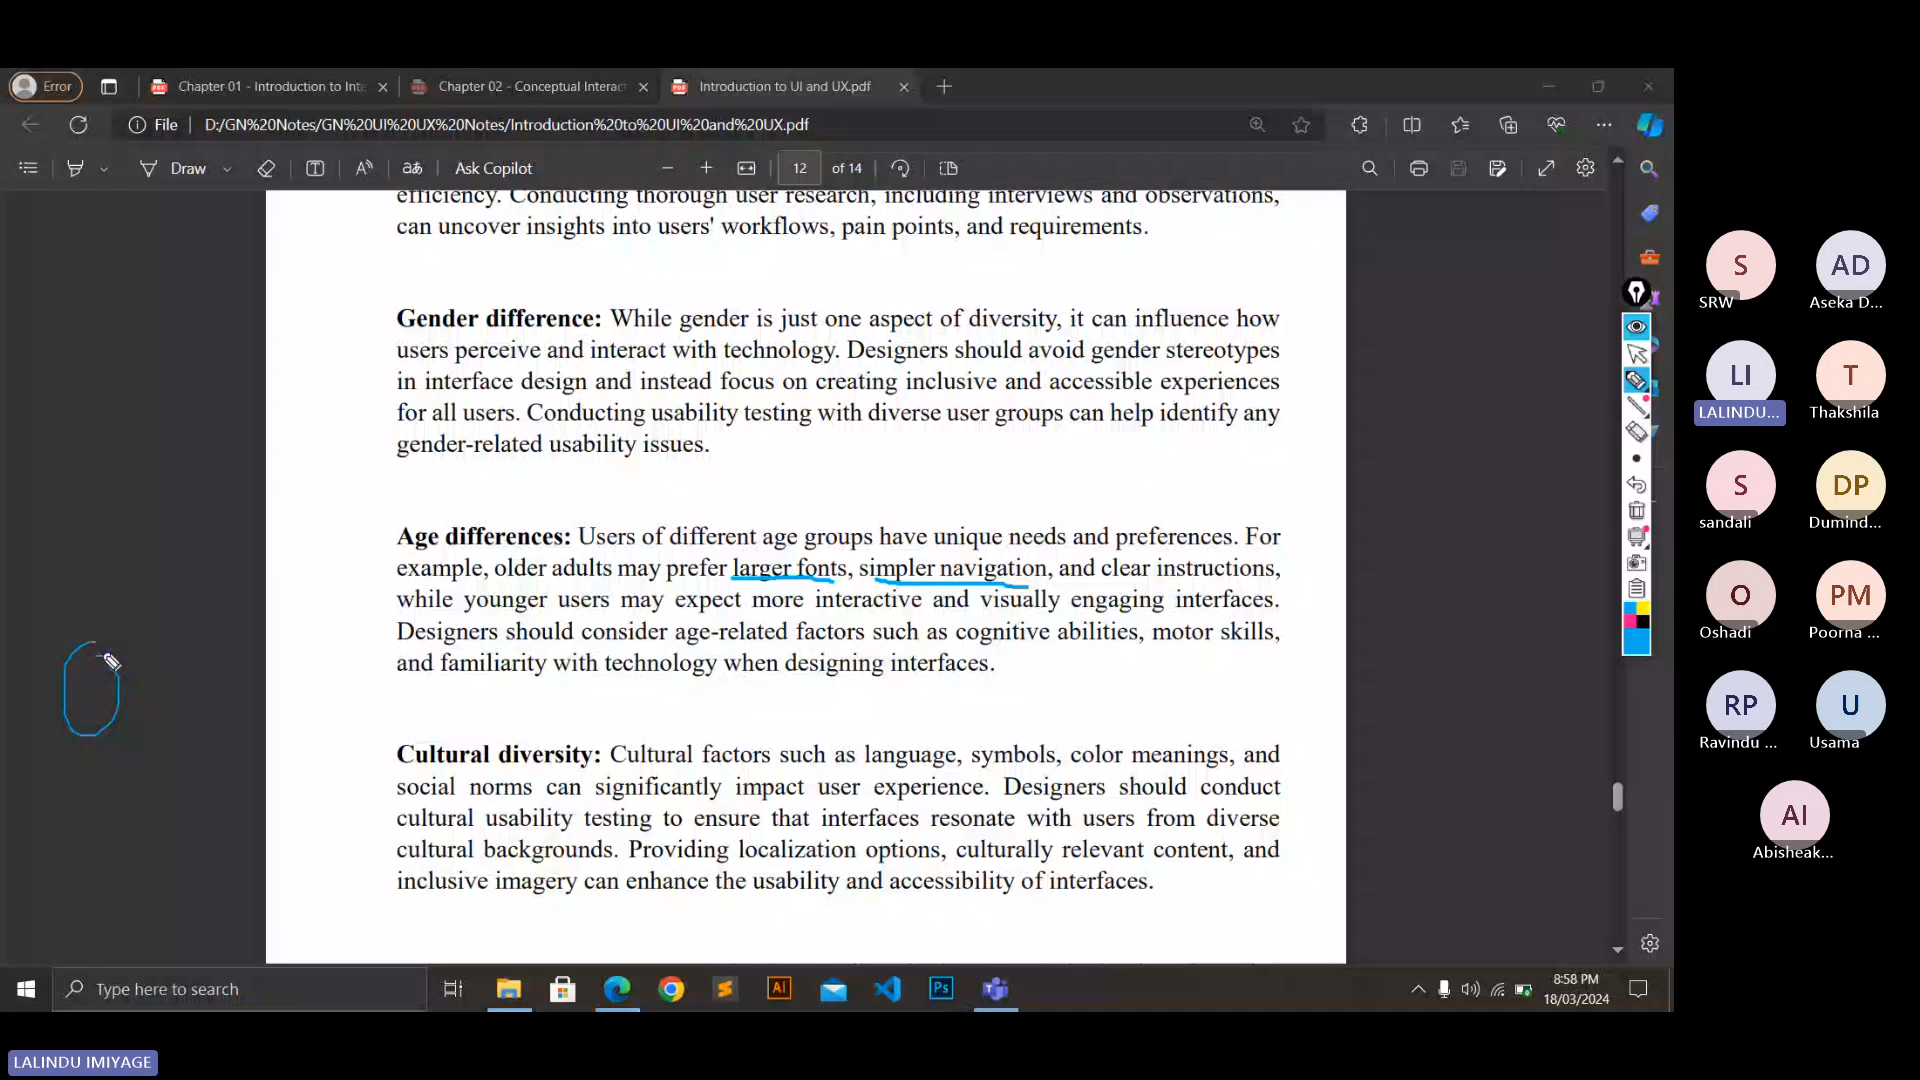 Error
Chapter 01 - Introduction to Int
Chapter 02 - Conceptual Interac
Introduction to UI and UX.pdf
File
D:/GN%20Notes/GN%20UI%20UX%20Notes/Introduction%20to%20UI%20and%20UX.pdf
Draw
Ask Copilot
12
of 14
efficiency. Conducting thorough user research, including interviews and observations,
can uncover insights into users' workflows, pain points, and requirements.
Gender difference: While gender is just one aspect of diversity, it can influence how
users perceive and interact with technology. Designers should avoid gender stereotypes
in interface design and instead focus on creating inclusive and accessible experiences
for all users. Conducting usability testing with diverse user groups can help identify any
gender-related usability issues.
Age differences: Users of different age groups have unique needs and preferences. For
example, older adults may prefer larger fonts, simpler navigation, and clear instructions,
while younger users may expect more interactive and visually engaging interfaces.
Designers should consider age-related factors such as cognitive abilities, motor skills,
and familiarity with technology when designing interfaces.
Cultural diversity: Cultural factors such as language, symbols, color meanings, and
social norms can significantly impact user experience. Designers should conduct
cultural usability testing to ensure that interfaces resonate with users from diverse
cultural backgrounds. Providing localization options, culturally relevant content, and
inclusive imagery can enhance the usability and accessibility of interfaces.
S
SRW
AD
Aseka D...
LI
LALINDU...
T
Thakshila
S
sandali
DP
Dumind...
O
Oshadi
PM
Poorna ...
RP
Ravindu ...
U
Usama
AI
Abisheak...
Type here to search
Ai
Ps
8:58 PM
18/03/2024
LALINDU IMIYAGE